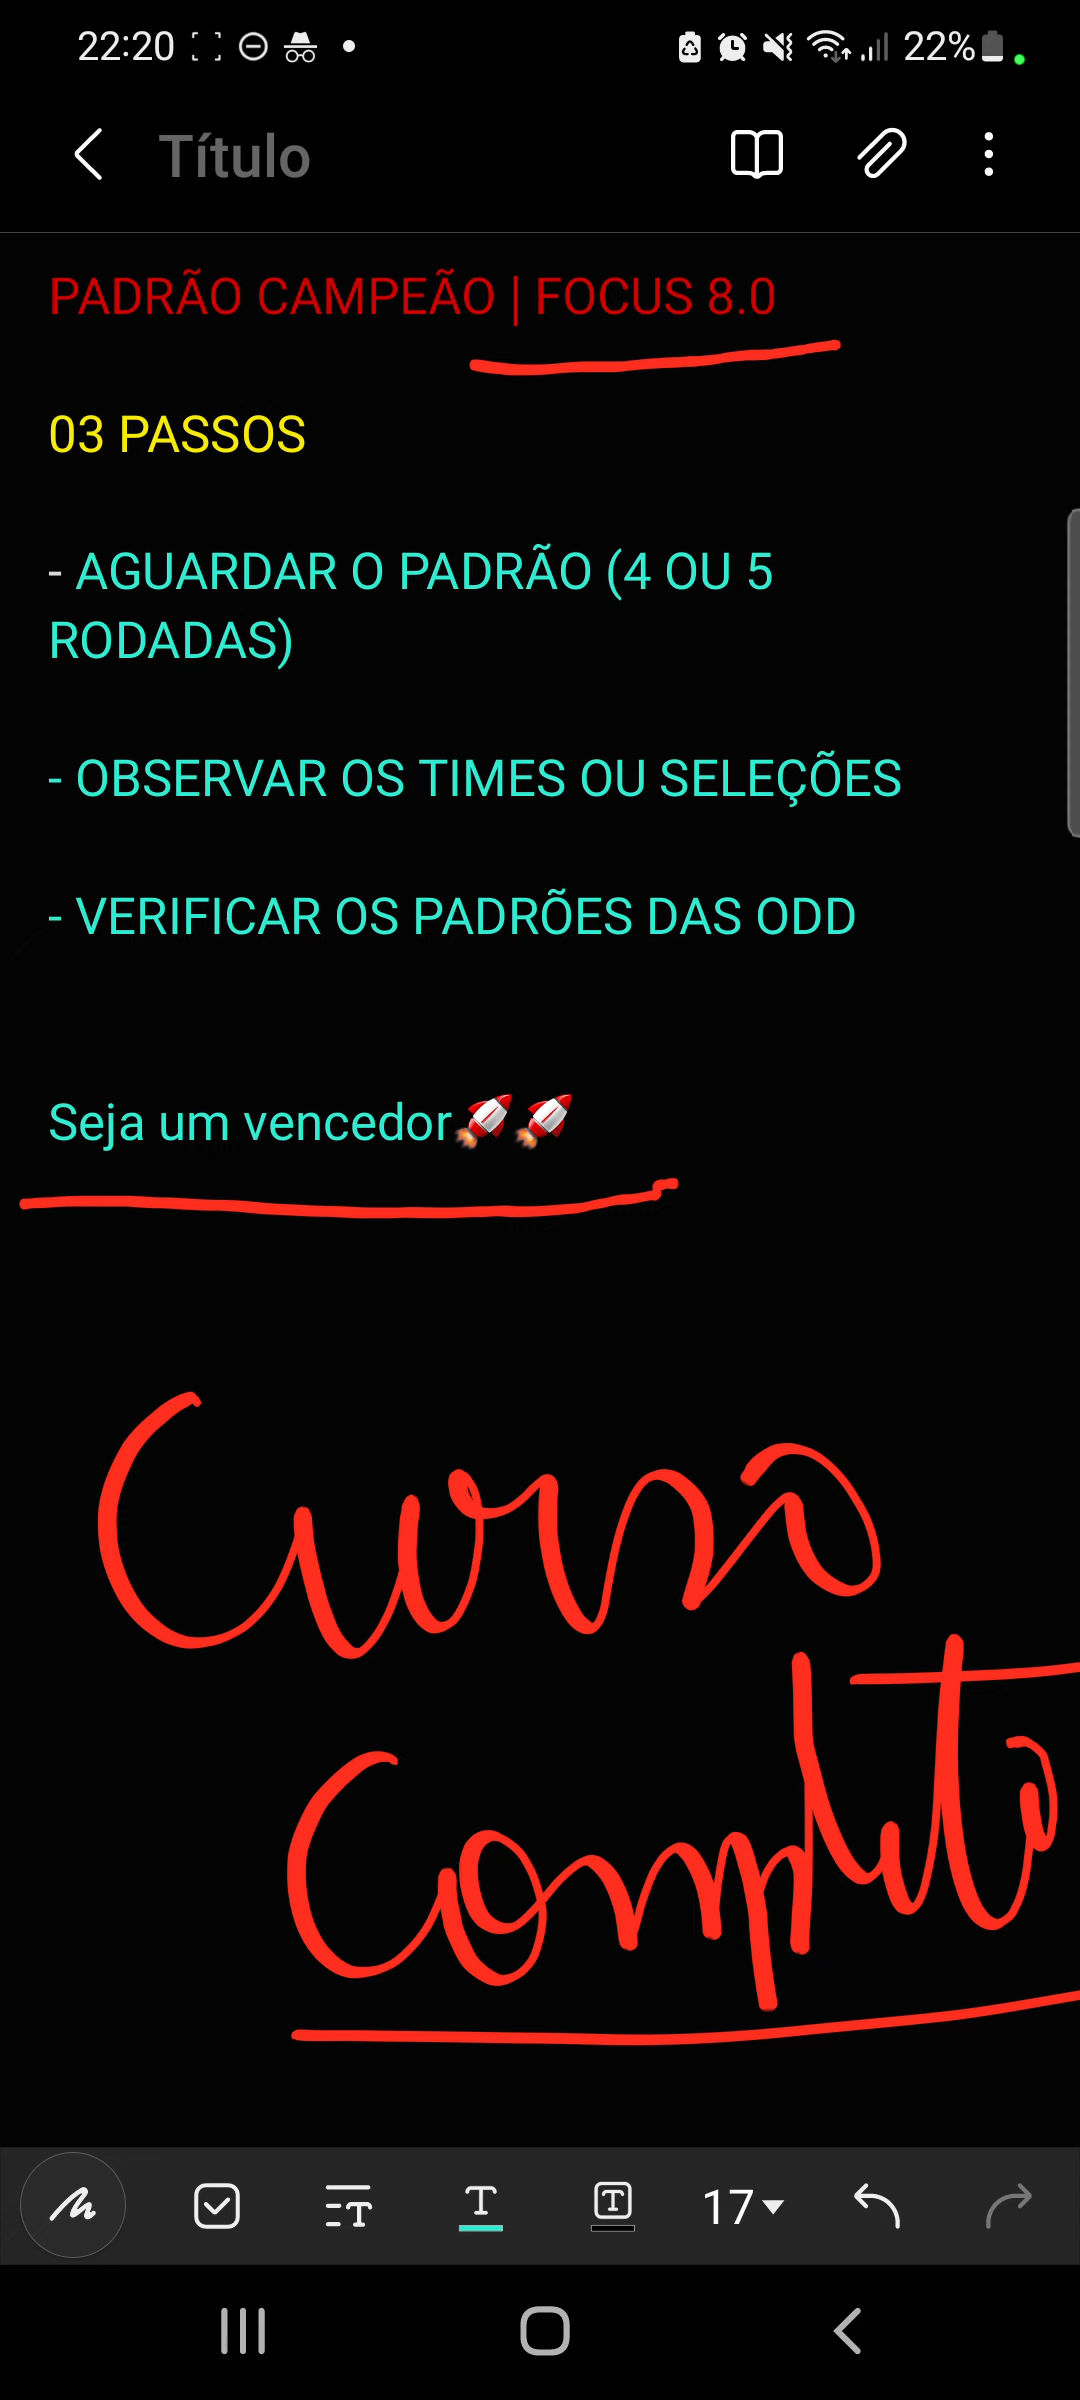 22:20
22%
Título
PADRÃO CAMPEÃO | FOCUS 8.0
03 PASSOS
- AGUARDAR O PADRÃO (4 OU 5
RODADAS)
- OBSERVAR OS TIMES OU SELEÇÕES
- VERIFICAR OS PADRÕES DAS ODD
Seja um vencedor🚀🚀
Curso
Completo
17